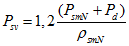 P_sv = 1,2 (P_smN + P_d) / ρ_smN